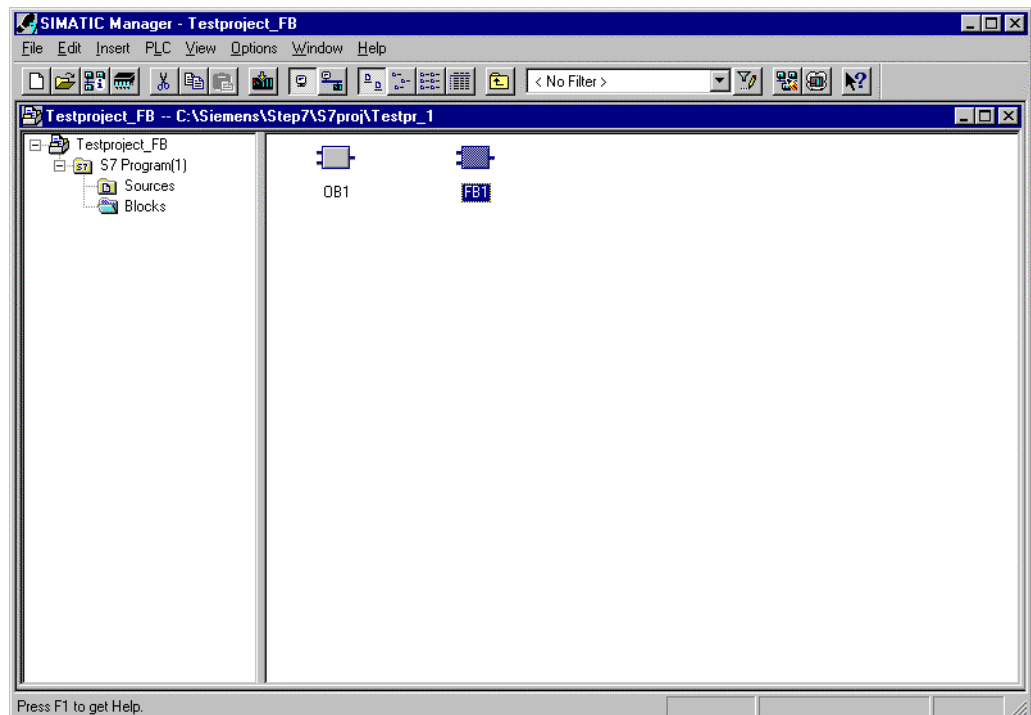 SIMATIC Manager - Testproject_FB
File Edit Insert PLC View Options Window Help
< No Filter >
Testproject_FB -- C:\Siemens\Step7\S7proj\Testpr_1
Testproject_FB
S7 Program(1)
Sources
Blocks
OB1 FB1
Press F1 to get Help.